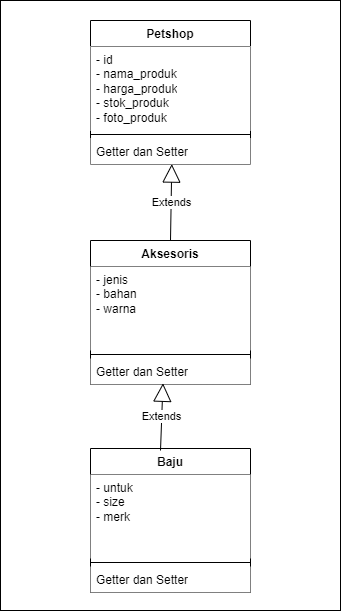 Petshop
- id
- nama_produk
- harga_produk
- stok_produk
- foto_produk
Getter dan Setter
Extends
Aksesoris
- jenis
- bahan
- warna
Getter dan Setter
Extends
Baju
- untuk
- size
- merk
Getter dan Setter